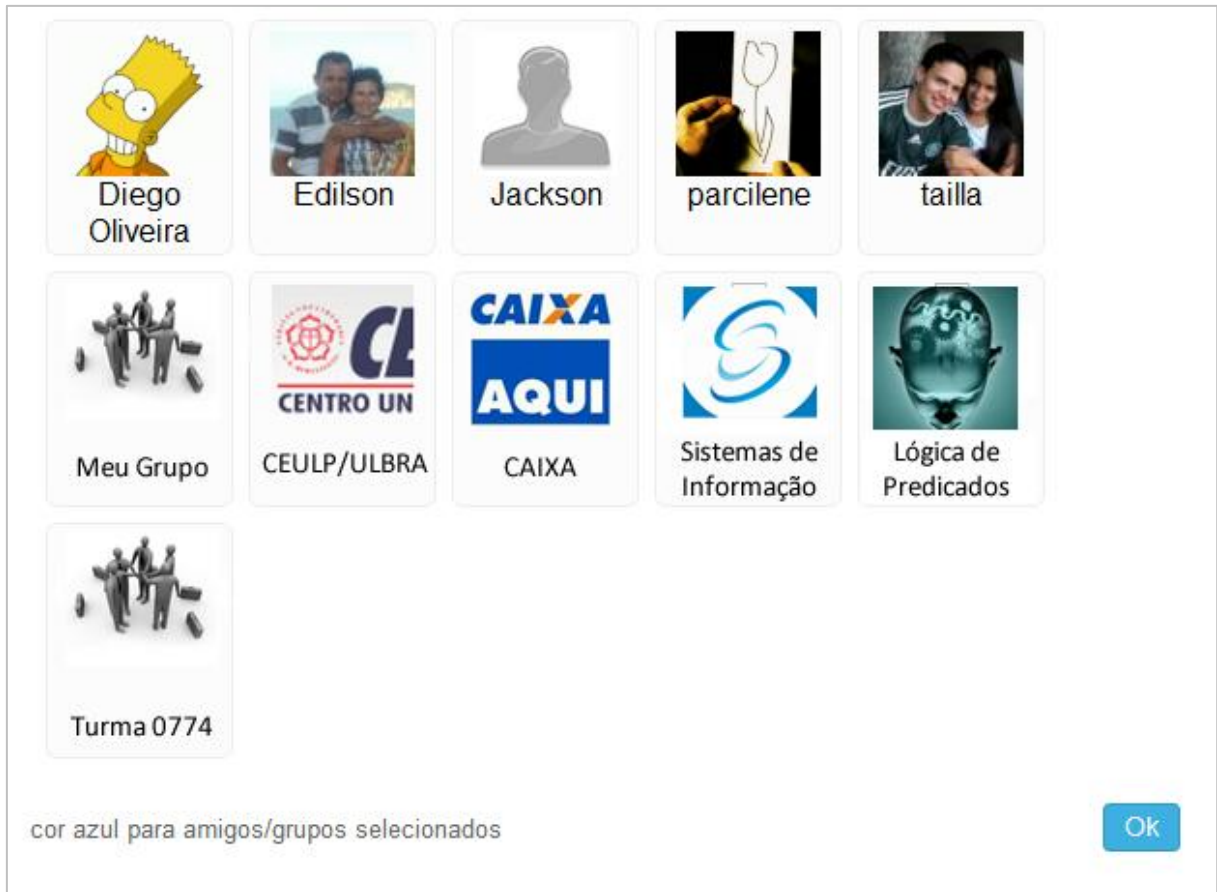 Diego
Oliveira
Edilson
Jackson
parcilene
tailla
CE
CENTRO UN
CAIXA
AQUI
Meu Grupo
CEULP/ULBRA
CAIXA
Sistemas de
Informação
Lógica de
Predicados
Turma 0774
cor azul para amigos/grupos selecionados
Ok